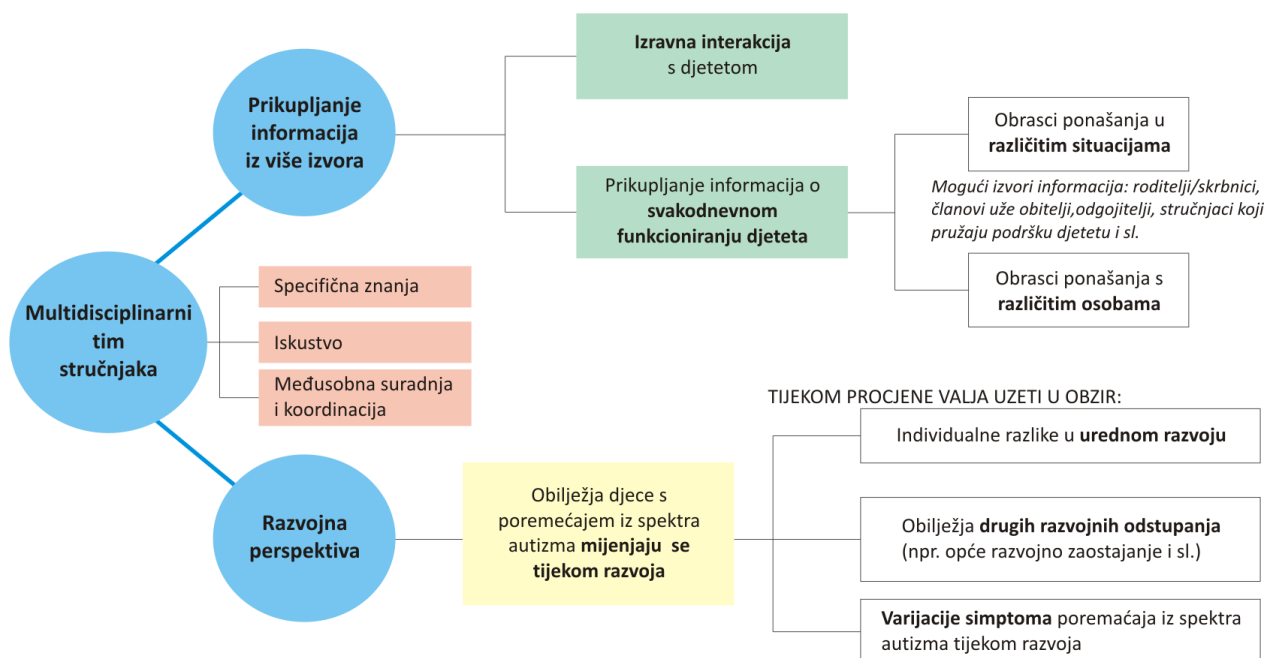 Prikupljanje
informacija
iz više izvora
Izravna interakcija
s djetetom
Prikupljanje informacija o
svakodnevnom
funkcioniranju djeteta
Obrasci ponašanja u
različitim situacijama
Mogući izvori informacija: roditelji/skrbnici,
članovi uže obitelji,odgojitelji, stručnjaci koji
pružaju podršku djetetu i sl.
Obrasci ponašanja s
različitim osobama
Multidisciplinarni
tim
stručnjaka
Specifična znanja
Iskustvo
Međusobna suradnja
i koordinacija
Razvojna
perspektiva
Obilježja djece s
poremećajem iz spektra
autizma mijenjaju se
tijekom razvoja
TIJEKOM PROCJENE VALJA UZETI U OBZIR:
Individualne razlike u urednom razvoju
Obilježja drugih razvojnih odstupanja
(npr. opće razvojno zaostajanje i sl.)
Varijacije simptoma poremaćaja iz spektra
autizma tijekom razvoja